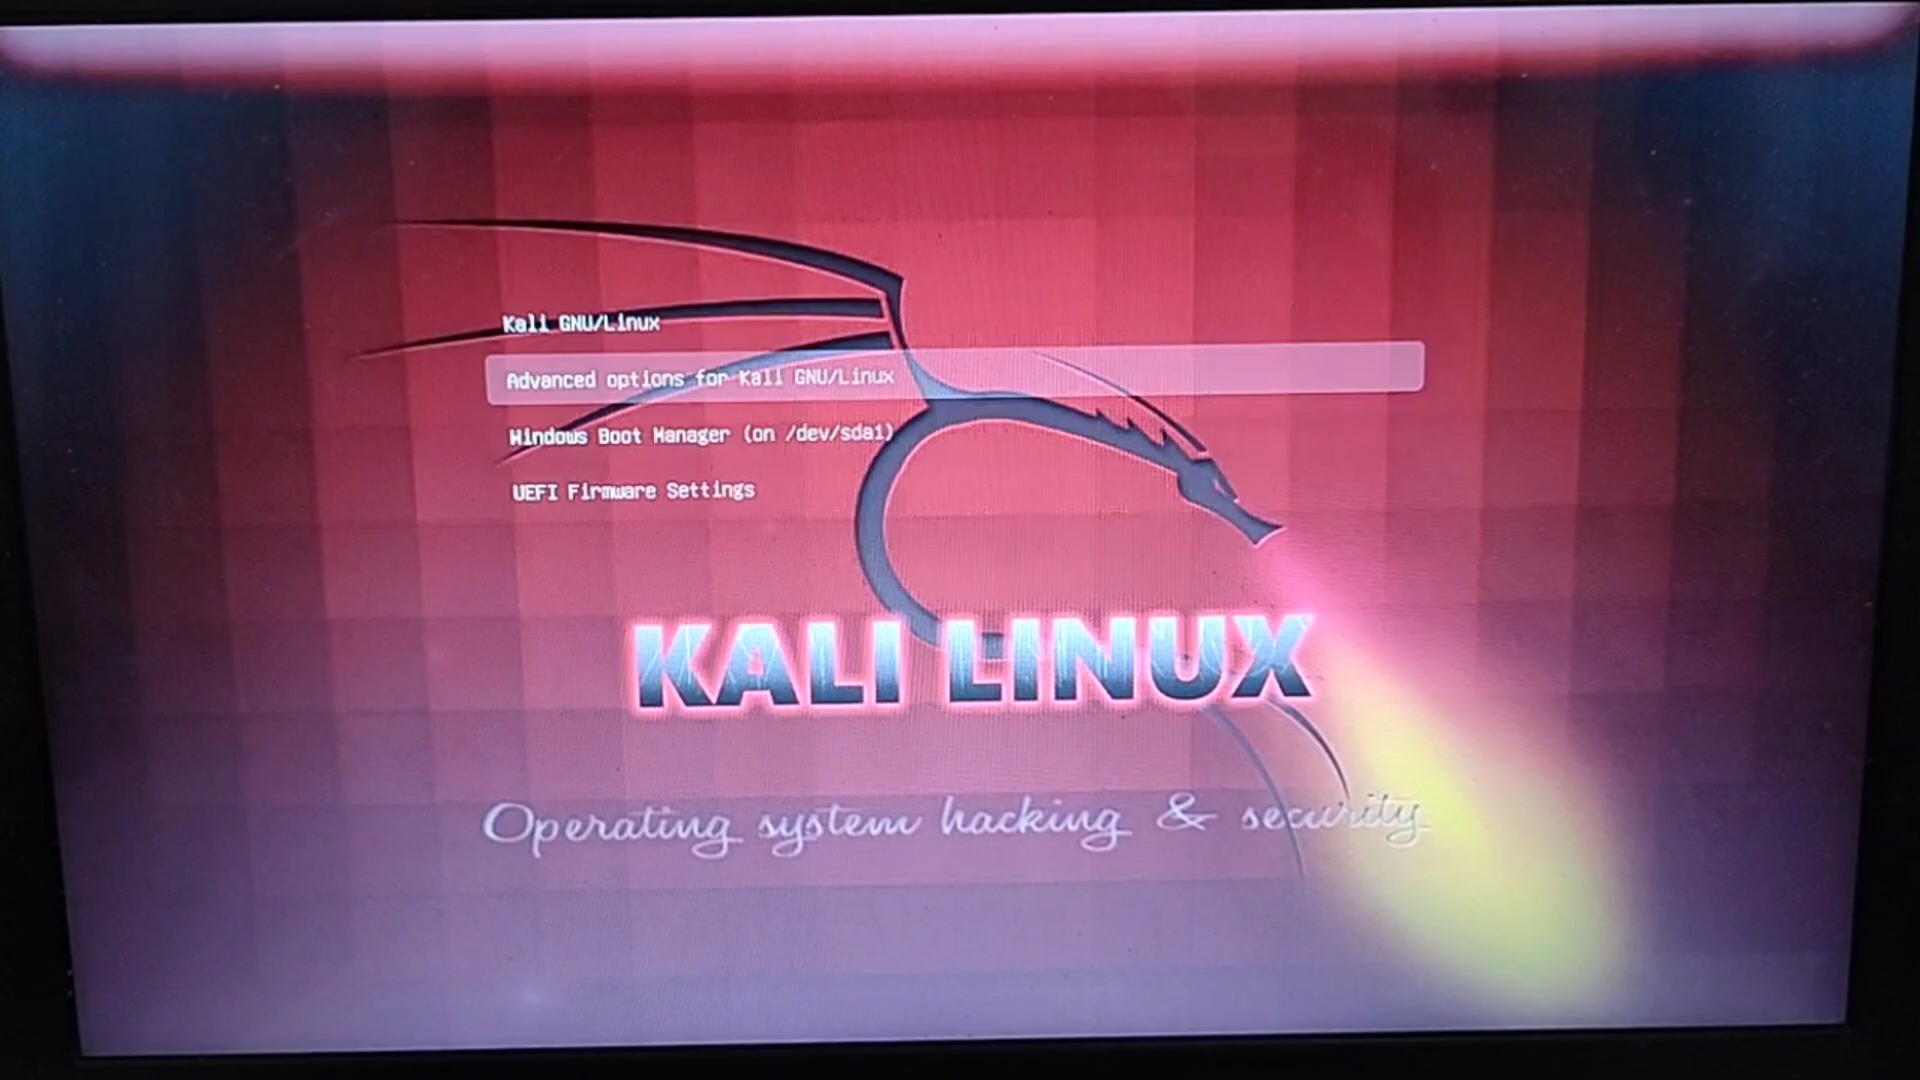 Kali GNU/Linux
Advanced options for Kali GNU/Linux
Windows Boot Manager (on /dev/sda1)
UEFI Firmware Settings
KALI LINUX
Operating system hacking & security